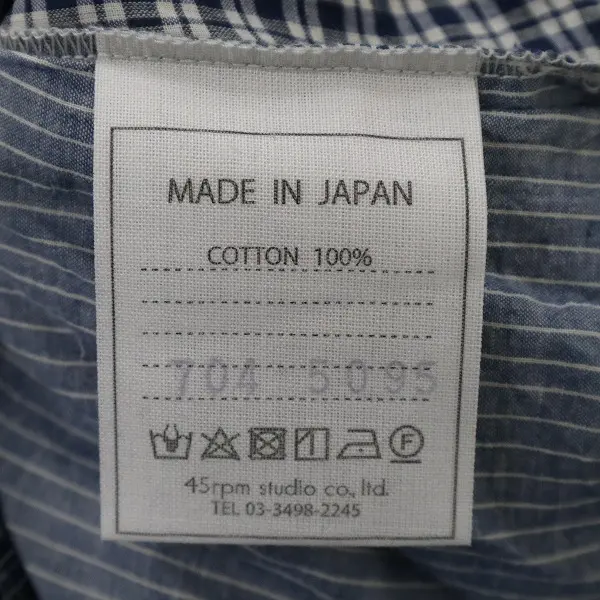 MADE IN JAPAN
COTTON 100%
704 5095
F
45rpm studio co., ltd.
TEL 03-3498-2245